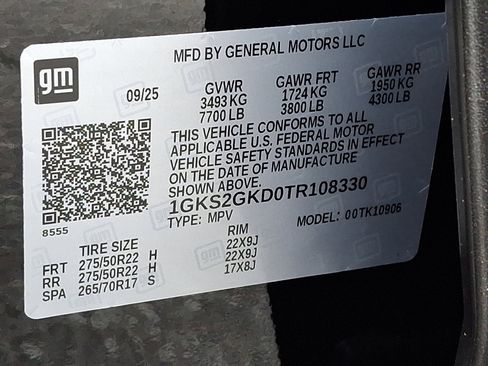 gm
MFD BY GENERAL MOTORS LLC
09/25 GVWR GAWR FRT GAWR RR
3493 KG 1724 KG 1950 KG
7700 LB 3800 LB 4300 LB
THIS VEHICLE CONFORMS TO ALL
APPLICABLE U.S. FEDERAL MOTOR
VEHICLE SAFETY STANDARDS IN EFFECT
ON THE DATE OF MANUFACTURE
SHOWN ABOVE.
1GKS2GKD0TR108330
8555
TYPE: MPV MODEL: 00TK10906
TIRE SIZE RIM
FRT 275/50R22 H 22X9J
RR 275/50R22 H 22X9J
SPA 265/70R17 S 17X8J